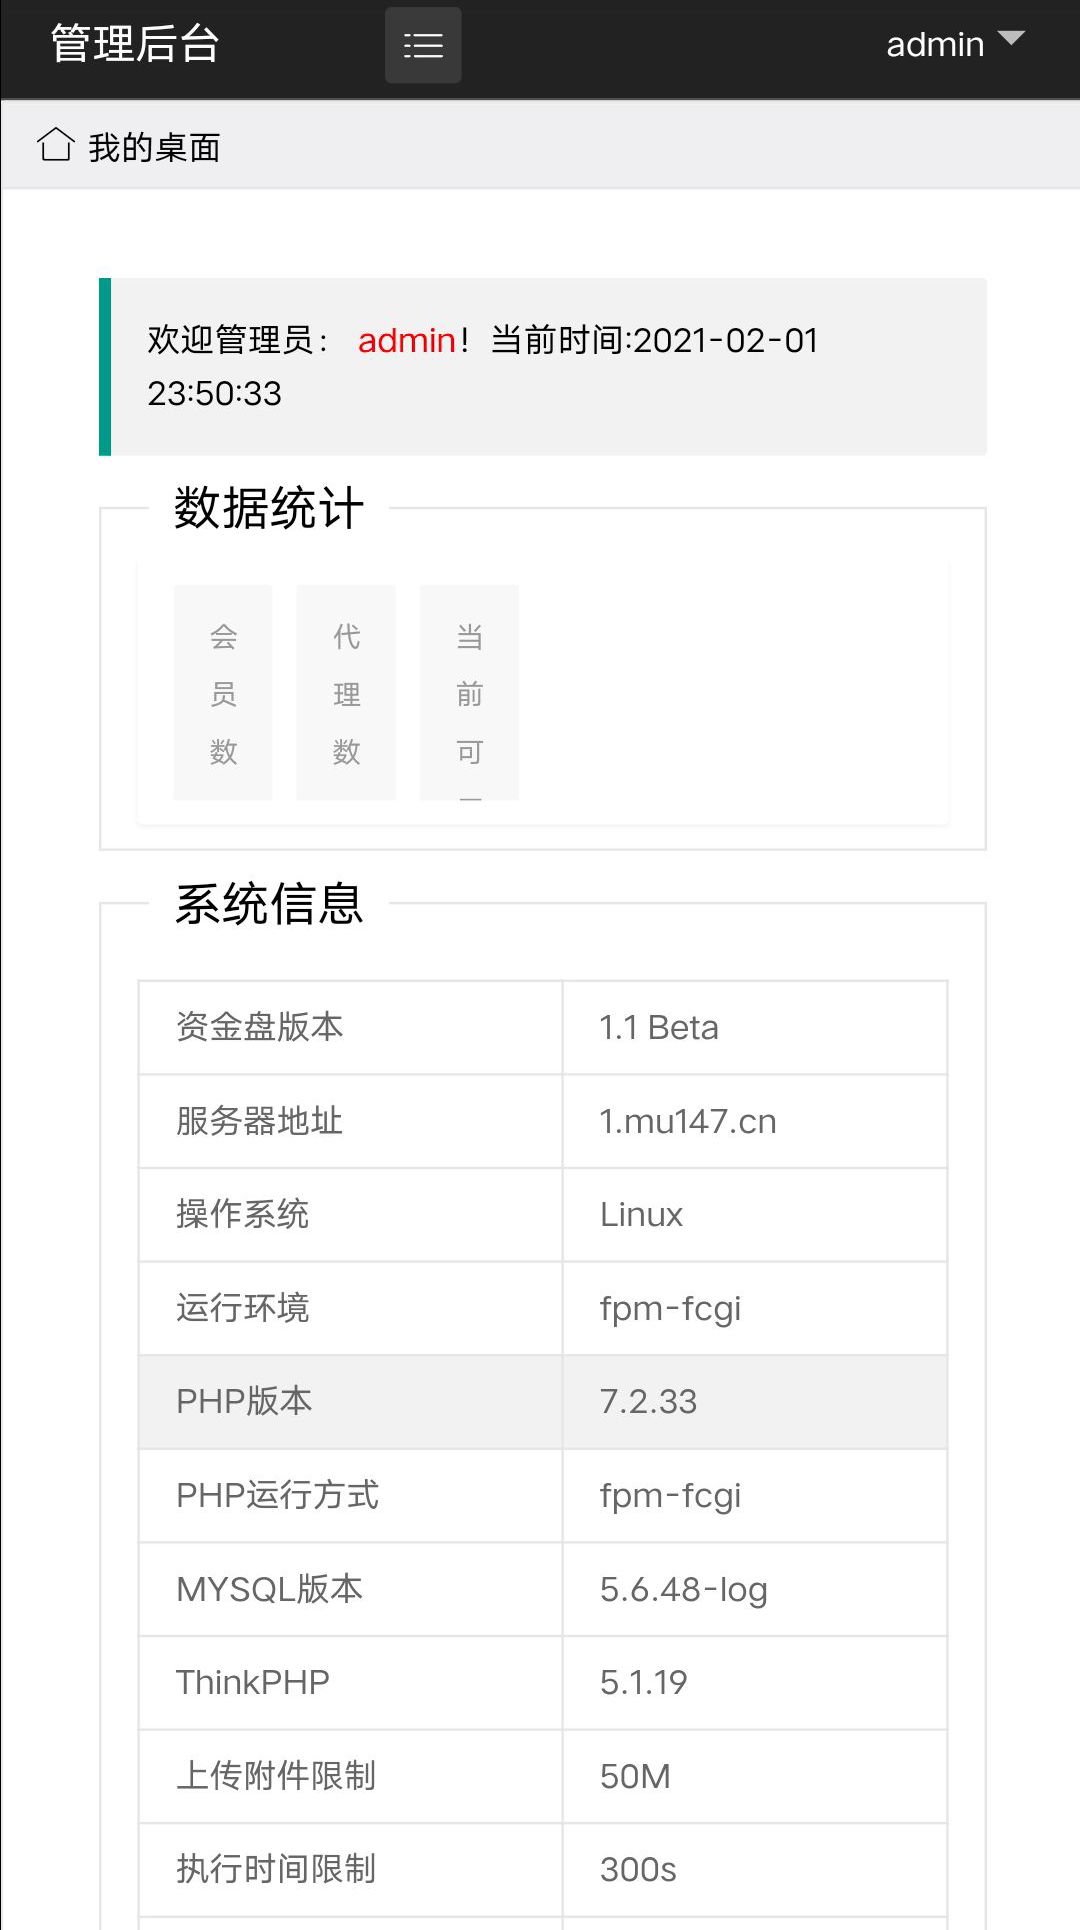 管理后台
admin
我的桌面
欢迎管理员： admin！当前时间:2021-02-01
23:50:33
数据统计
会
员
数
代
理
数
当
前
可
系统信息
资金盘版本 1.1 Beta
服务器地址 1.mu147.cn
操作系统 Linux
运行环境 fpm-fcgi
PHP版本 7.2.33
PHP运行方式 fpm-fcgi
MYSQL版本 5.6.48-log
ThinkPHP 5.1.19
上传附件限制 50M
执行时间限制 300s